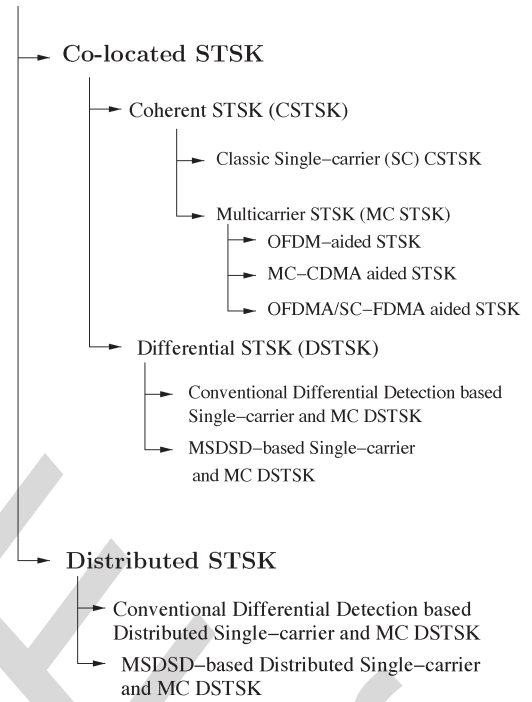 Co-located STSK
Coherent STSK (CSTSK)
Classic Single−carrier (SC) CSTSK
Multicarrier STSK (MC STSK)
OFDM−aided STSK
MC−CDMA aided STSK
OFDMA/SC−FDMA aided STSK
Differential STSK (DSTSK)
Conventional Differential Detection based
Single−carrier and MC DSTSK
MSDSD−based Single−carrier
and MC DSTSK
Distributed STSK
Conventional Differential Detection based
Distributed Single−carrier and MC DSTSK
MSDSD−based Distributed Single−carrier
and MC DSTSK